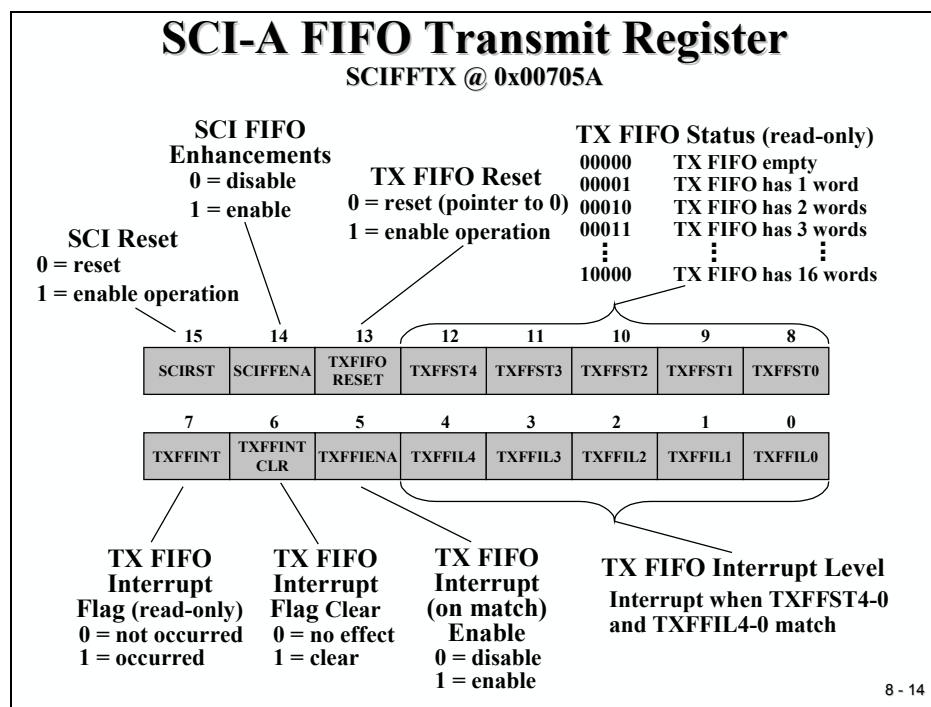 SCI-A FIFO Transmit Register
SCIFFTX @ 0x00705A
SCI FIFO
Enhancements
0 = disable
1 = enable
TX FIFO Status (read-only)
00000 TX FIFO empty
00001 TX FIFO has 1 word
00010 TX FIFO has 2 words
00011 TX FIFO has 3 words
⋮ ⋮ ⋮
10000 TX FIFO has 16 words
TX FIFO Reset
0 = reset (pointer to 0)
1 = enable operation
SCI Reset
0 = reset
1 = enable operation
15 14 13 12 11 10 9 8
SCIRST SCIFFENA TXFIFO RESET TXFFST4 TXFFST3 TXFFST2 TXFFST1 TXFFST0
7 6 5 4 3 2 1 0
TXFFINT TXFFINT CLR TXFFIENA TXFFIL4 TXFFIL3 TXFFIL2 TXFFIL1 TXFFIL0
TX FIFO
Interrupt
Flag (read-only)
0 = not occurred
1 = occurred
TX FIFO
Interrupt
Flag Clear
0 = no effect
1 = clear
TX FIFO
Interrupt
(on match)
Enable
0 = disable
1 = enable
TX FIFO Interrupt Level
Interrupt when TXFFST4-0
and TXFFIL4-0 match
8 - 14